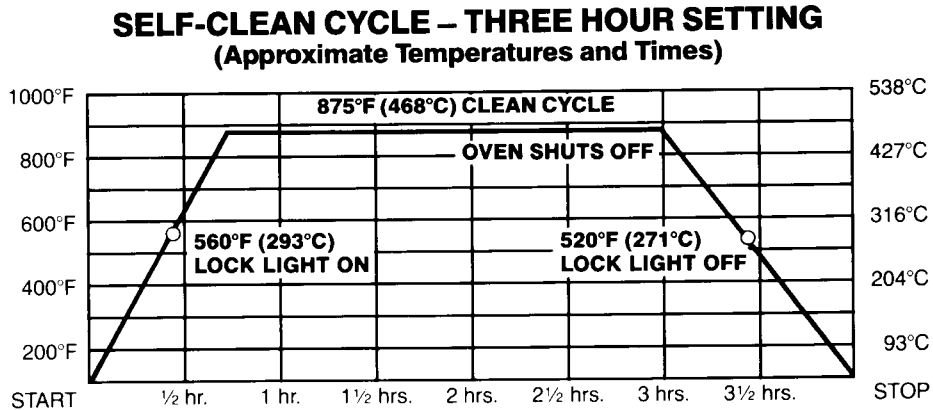 SELF-CLEAN CYCLE – THREE HOUR SETTING
(Approximate Temperatures and Times)
1000°F
538°C
875°F (468°C) CLEAN CYCLE
800°F
OVEN SHUTS OFF
427°C
600°F
316°C
560°F (293°C)
LOCK LIGHT ON
520°F (271°C)
LOCK LIGHT OFF
400°F
204°C
200°F
93°C
START
½ hr.
1 hr.
1½ hrs.
2 hrs.
2½ hrs.
3 hrs.
3½ hrs.
STOP